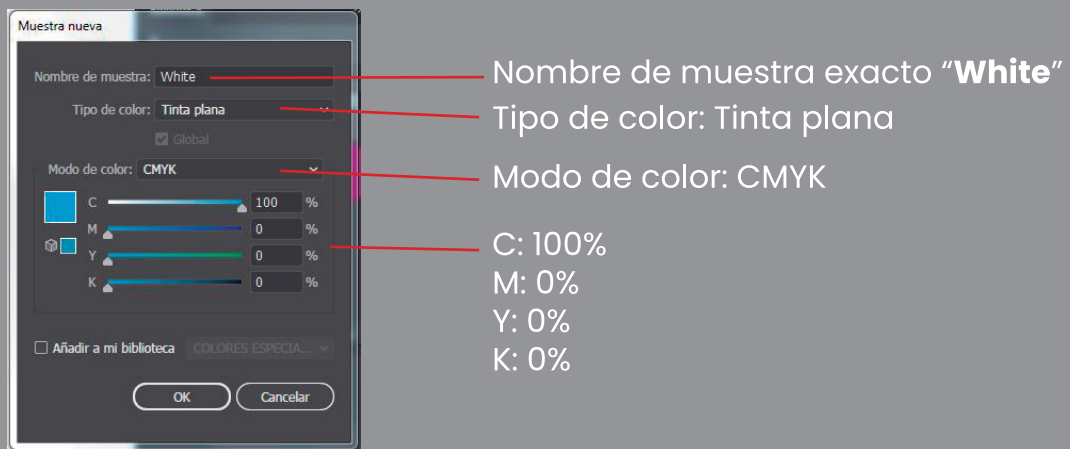 Muestra nueva
Nombre de muestra: White
Tipo de color: Tinta plana
Global
Modo de color: CMYK
C 100 %
M 0 %
Y 0 %
K 0 %
Añadir a mi biblioteca COLORES ESPECIA...
OK Cancelar
Nombre de muestra exacto “White”
Tipo de color: Tinta plana
Modo de color: CMYK
C: 100%
M: 0%
Y: 0%
K: 0%